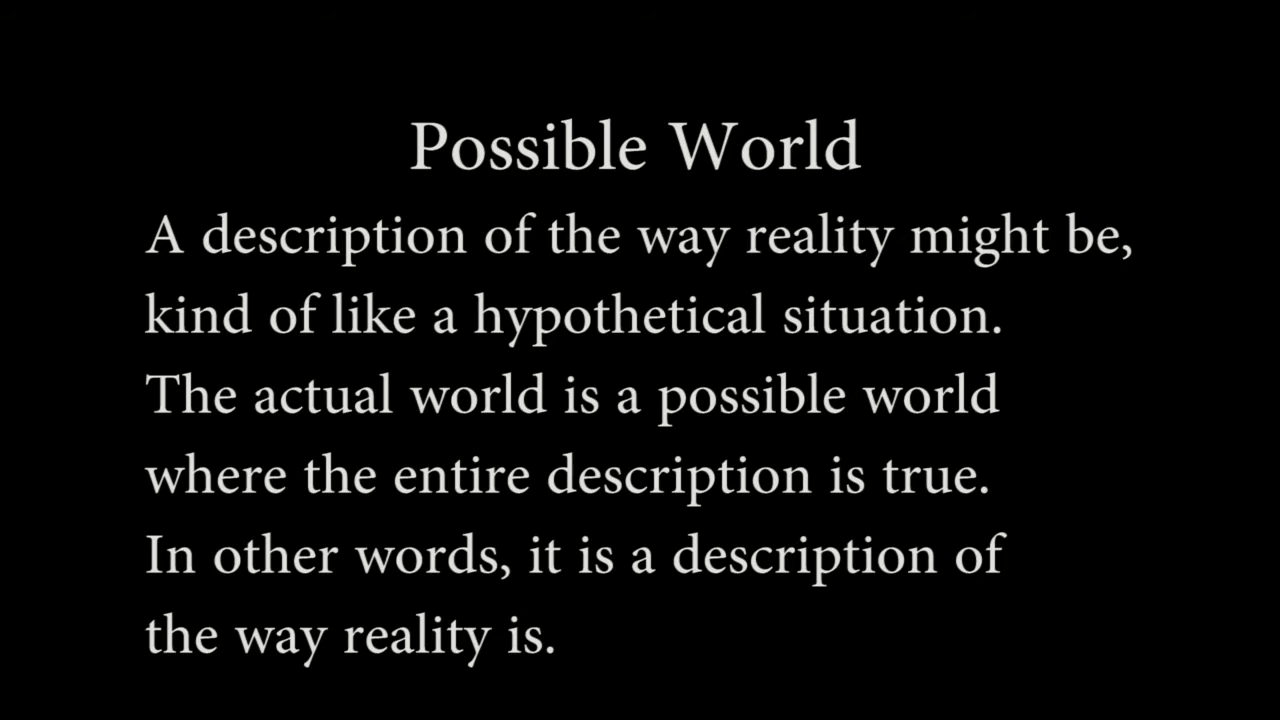 Possible World
A description of the way reality might be,
kind of like a hypothetical situation.
The actual world is a possible world
where the entire description is true.
In other words, it is a description of
the way reality is.